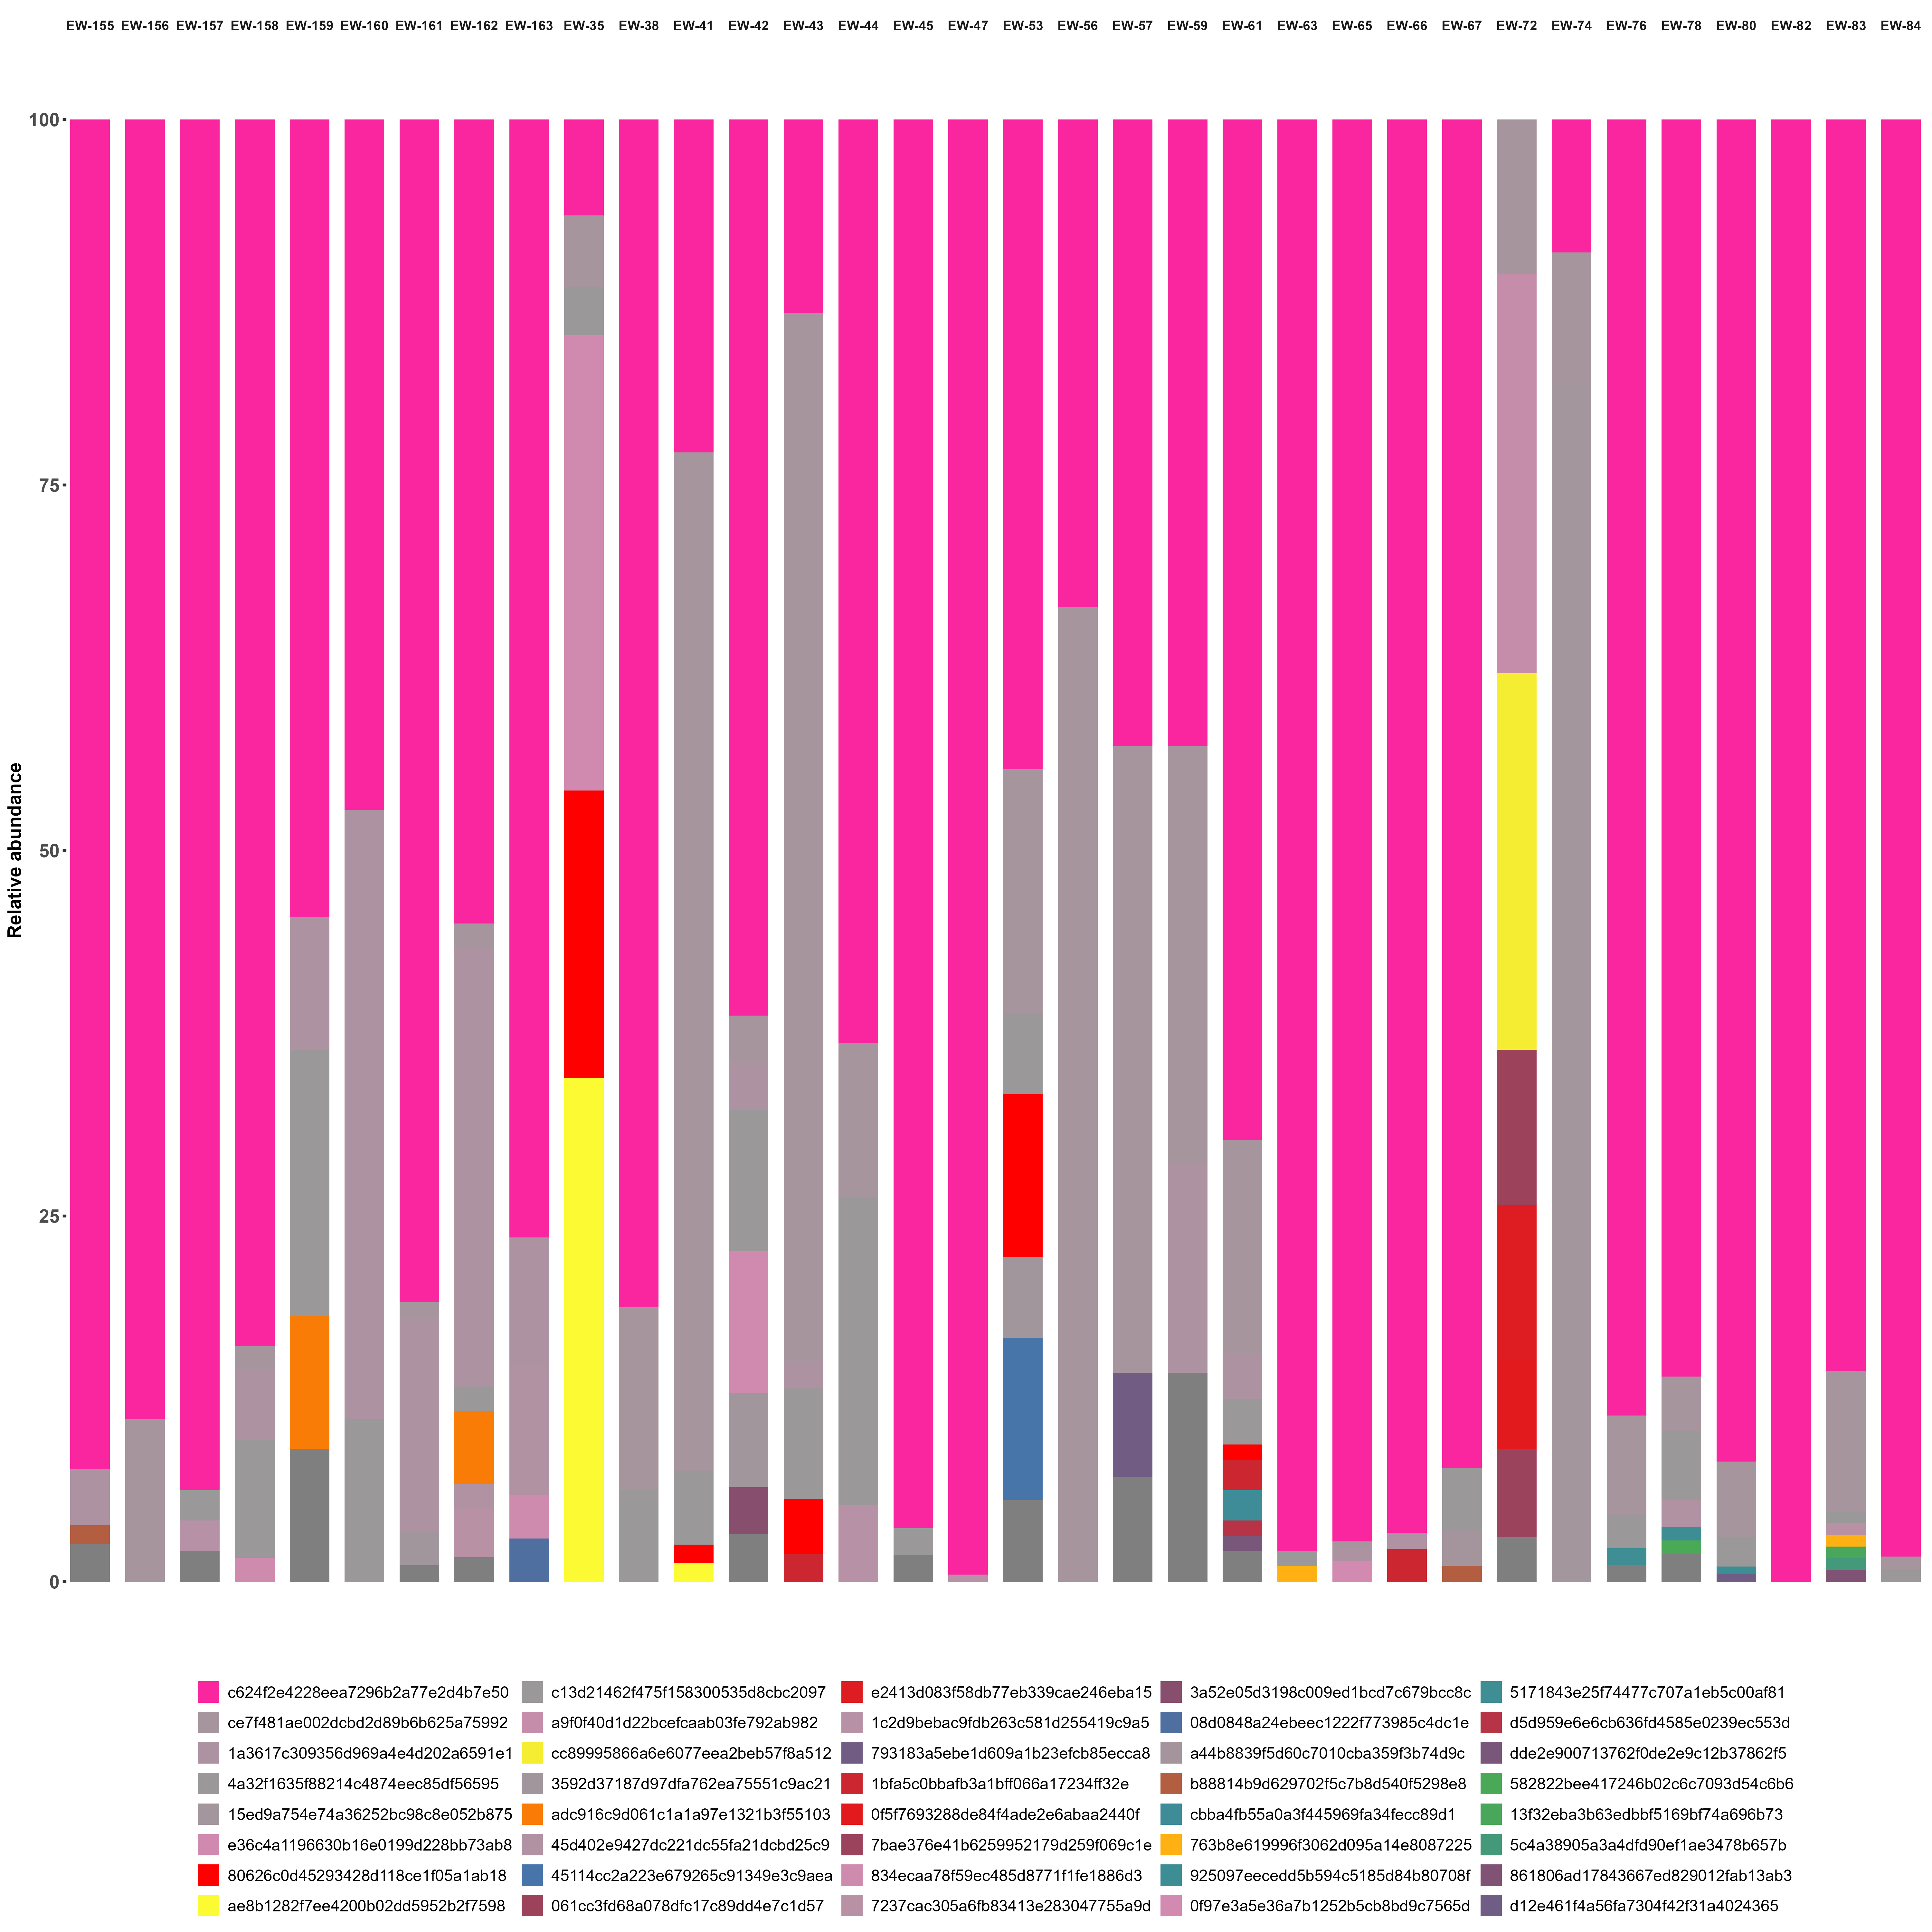 EW-155 EW-156 EW-157 EW-158 EW-159 EW-160 EW-161 EW-162 EW-163 EW-35 EW-38 EW-41 EW-42 EW-43 EW-44 EW-45 EW-47 EW-53 EW-56 EW-57 EW-59 EW-61 EW-63 EW-65 EW-66 EW-67 EW-72 EW-74 EW-76 EW-78 EW-80 EW-82 EW-83 EW-84
100
75
50
25
0
Relative abundance
c624f2e4228eea7296b2a77e2d4b7e50 c13d21462f475f158300535d8cbc2097 e2413d083f58db77eb339cae246eba15 3a52e05d3198c009ed1bcd7c679bcc8c 5171843e25f74477c707a1eb5c00af81
ce7f481ae002dcbd2d89b6b625a75992 a9f0f40d1d22bcefcaab03fe792ab982 1c2d9bebac9fdb263c581d255419c9a5 08d0848a24ebeec1222f773985c4dc1e d5d959e6e6cb636fd4585e0239ec553d
1a3617c309356d969a4e4d202a6591e1 cc89995866a6e6077eea2beb57f8a512 793183a5ebe1d609a1b23efcb85ecca8 a44b8839f5d60c7010cba359f3b74d9c dde2e900713762f0de2e9c12b37862f5
4a32f1635f88214c4874eec85df56595 3592d37187d97dfa762ea75551c9ac21 1bfa5c0bbafb3a1bff066a17234ff32e b88814b9d629702f5c7b8d540f5298e8 582822bee417246b02c6c7093d54c6b6
15ed9a754e74a36252bc98c8e052b875 adc916c9d061c1a1a97e1321b3f55103 0f5f7693288de84f4ade2e6abaa2440f cbba4fb55a0a3f445969fa34fecc89d1 13f32eba3b63edbbf5169bf74a696b73
e36c4a1196630b16e0199d228bb73ab8 45d402e9427dc221dc55fa21dcbd25c9 7bae376e41b6259952179d259f069c1e 763b8e619996f3062d095a14e8087225 5c4a38905a3a4dfd90ef1ae3478b657b
80626c0d45293428d118ce1f05a1ab18 45114cc2a223e679265c91349e3c9aea 834ecaa78f59ec485d8771f1fe1886d3 925097eecedd5b594c5185d84b80708f 861806ad17843667ed829012fab13ab3
ae8b1282f7ee4200b02dd5952b2f7598 061cc3fd68a078dfc17c89dd4e7c1d57 7237cac305a6fb83413e283047755a9d 0f97e3a5e36a7b1252b5cb8bd9c7565d d12e461f4a56fa7304f42f31a4024365